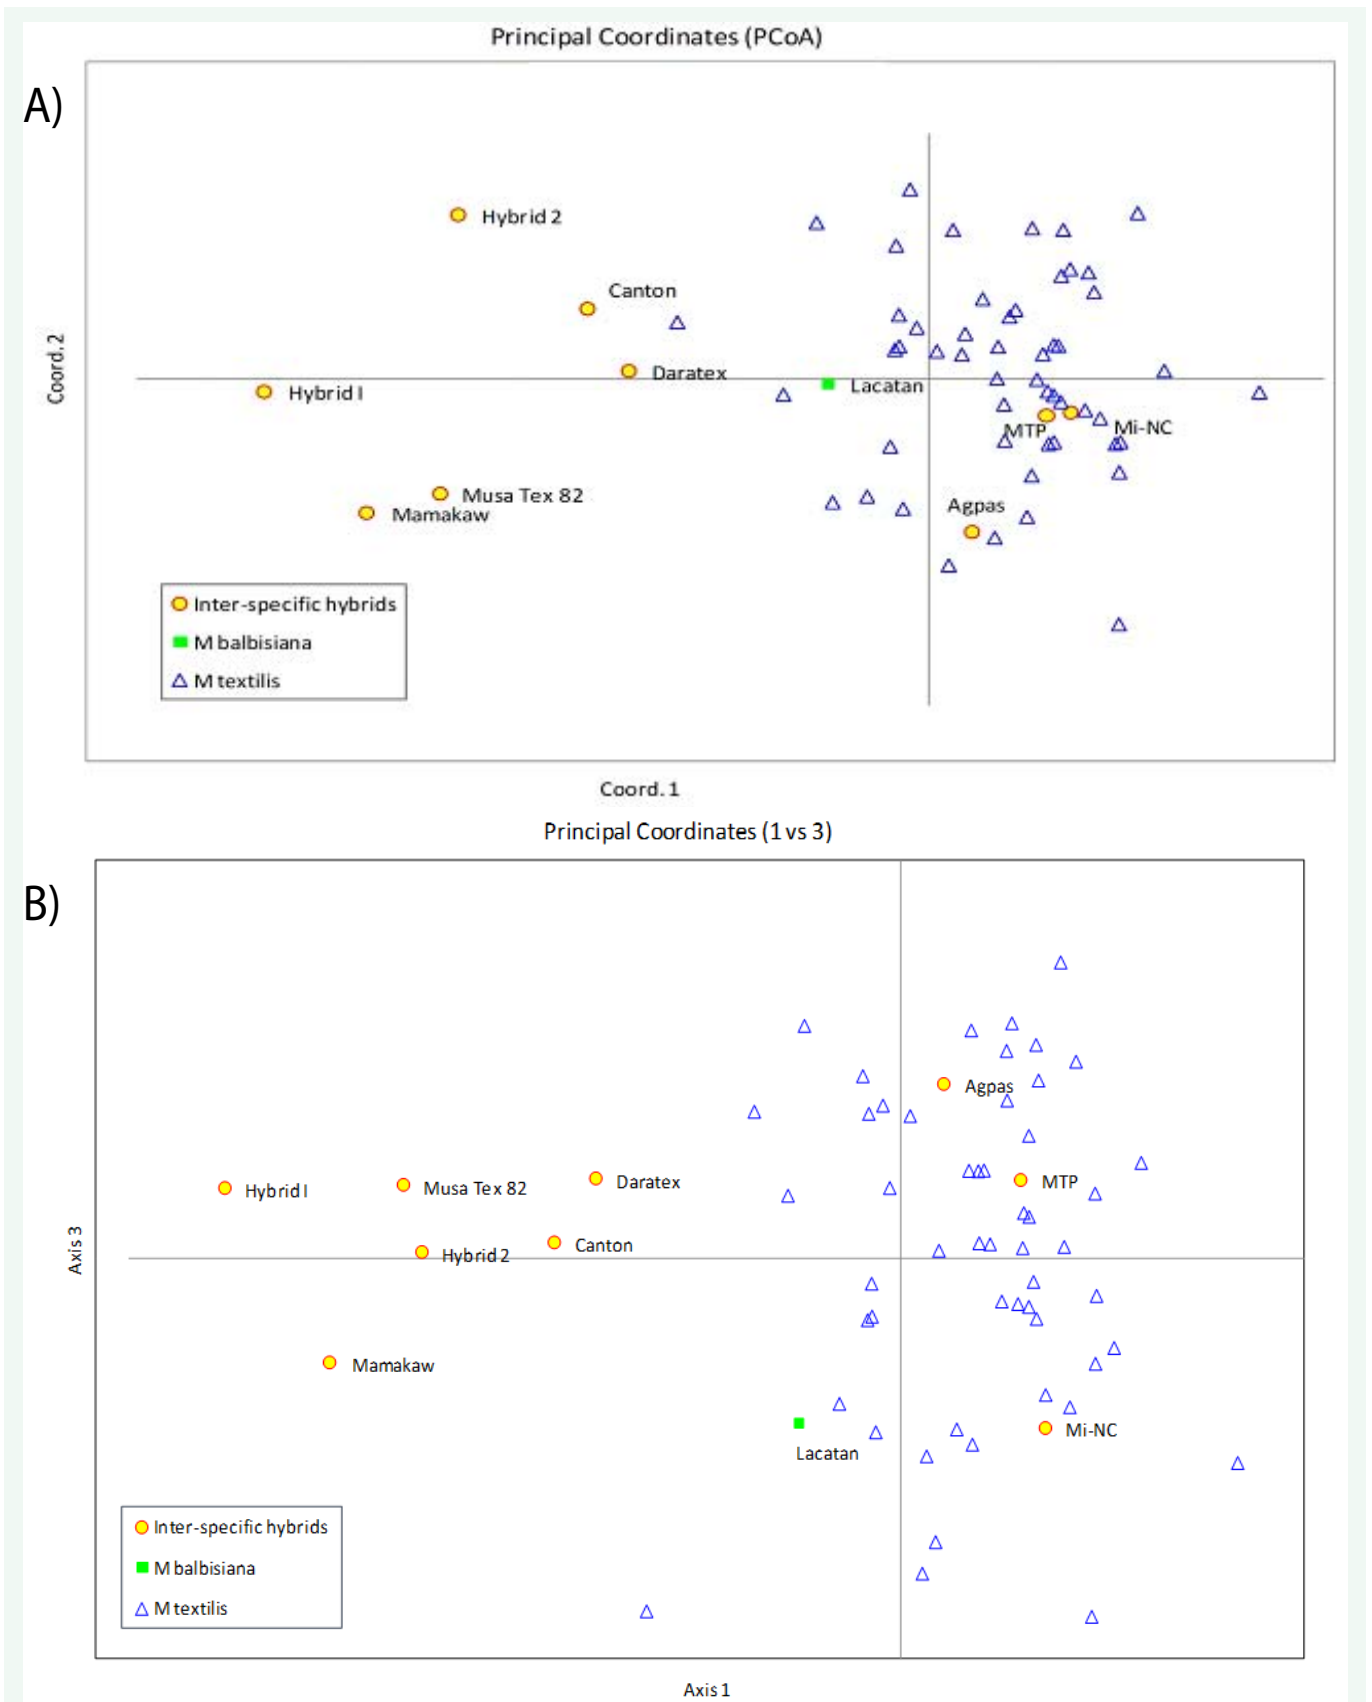 Principal Coordinates (PCoA)
A)
Hybrid 2
Canton
Coord. 2
Daratex
Lacatan
Hybrid I
MTP
Mi-NC
Musa Tex 82
Agpas
Mamakaw
Inter-specific hybrids
M balbisiana
M textilis
Coord. 1
Principal Coordinates (1 vs 3)
B)
Agpas
MTP
Daratex
Musa Tex 82
Hybrid I
Axis 3
Canton
Hybrid 2
Mamakaw
Mi-NC
Lacatan
Inter-specific hybrids
M balbisiana
M textilis
Axis 1